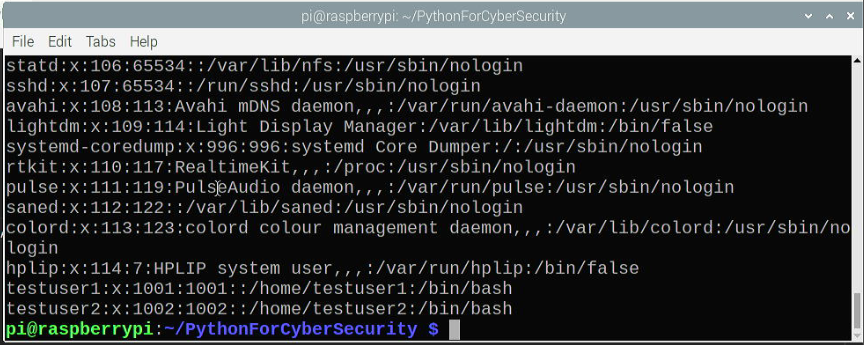 pi@raspberrypi: ~/PythonForCyberSecurity
File Edit Tabs Help
statd:x:106:65534::/var/lib/nfs:/usr/sbin/nologin
sshd:x:107:65534::/run/sshd:/usr/sbin/nologin
avahi:x:108:113:Avahi mDNS daemon,,,:/var/run/avahi-daemon:/usr/sbin/nologin
lightdm:x:109:114:Light Display Manager:/var/lib/lightdm:/bin/false
systemd-coredump:x:996:996:systemd Core Dumper:/:/usr/sbin/nologin
rtkit:x:110:117:RealtimeKit,,,:/proc:/usr/sbin/nologin
pulse:x:111:119:PulseAudio daemon,,,:/var/run/pulse:/usr/sbin/nologin
saned:x:112:122::/var/lib/saned:/usr/sbin/nologin
colord:x:113:123:colord colour management daemon,,,:/var/lib/colord:/usr/sbin/no
login
hplip:x:114:7:HPLIP system user,,,:/var/run/hplip:/bin/false
testuser1:x:1001:1001::/home/testuser1:/bin/bash
testuser2:x:1002:1002::/home/testuser2:/bin/bash
pi@raspberrypi:~/PythonForCyberSecurity $